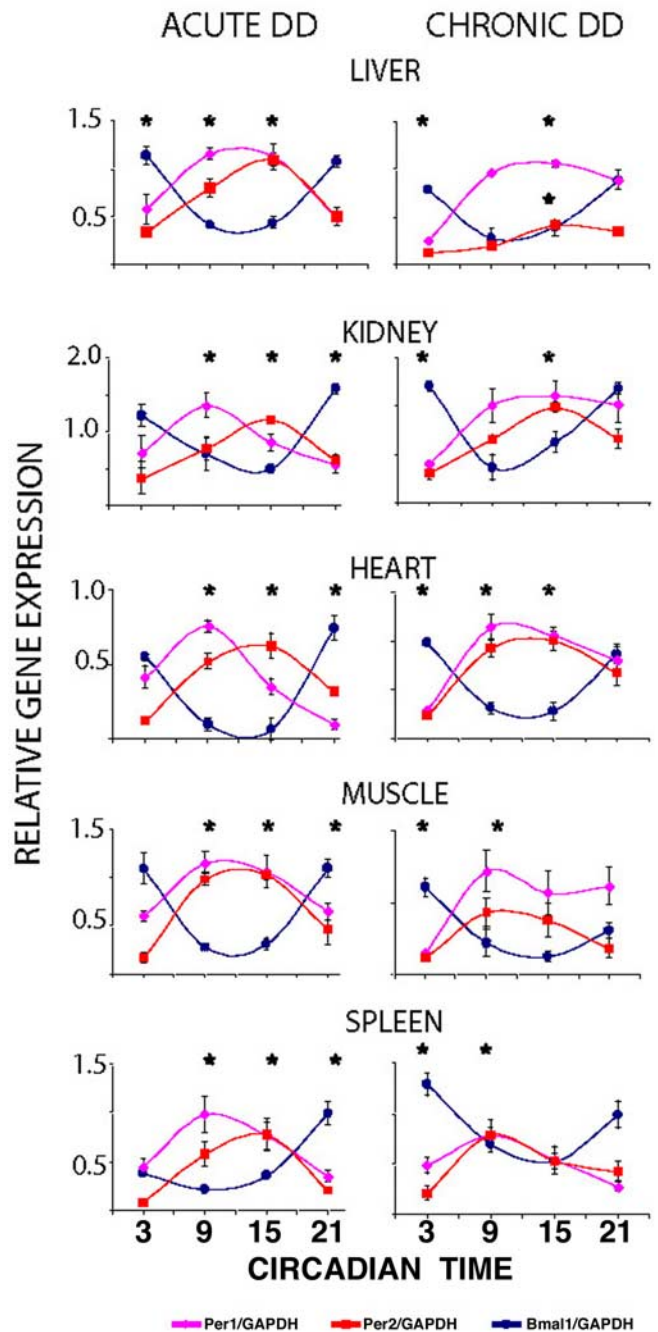 ACUTE DD CHRONIC DD
LIVER
* * * * *
1.5
*
0.5
KIDNEY
2.0 * * * * *
1.0
HEART
1.0 * * * * * *
0.5
MUSCLE
1.5 * * * * *
0.5
SPLEEN
1.5 * * * * *
0.5
3 9 15 21 3 9 15 21
CIRCADIAN TIME
RELATIVE GENE EXPRESSION
Per1/GAPDH Per2/GAPDH Bmal1/GAPDH